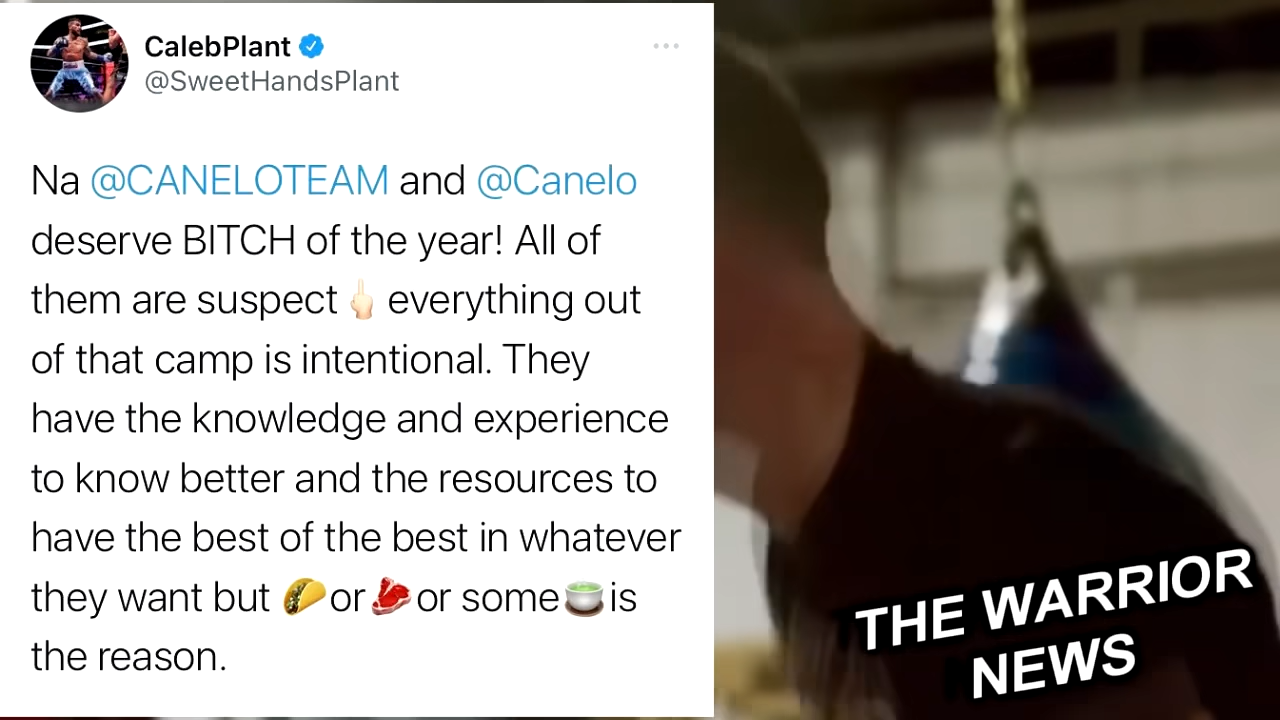 CalebPlant
@SweetHandsPlant
Na @CANELOTEAM and @Canelo
deserve BITCH of the year! All of
them are suspect 🖕🏻 everything out
of that camp is intentional. They
have the knowledge and experience
to know better and the resources to
have the best of the best in whatever
they want but 🌮 or 🥩 or some 🍵 is
the reason.
THE WARRIOR
NEWS